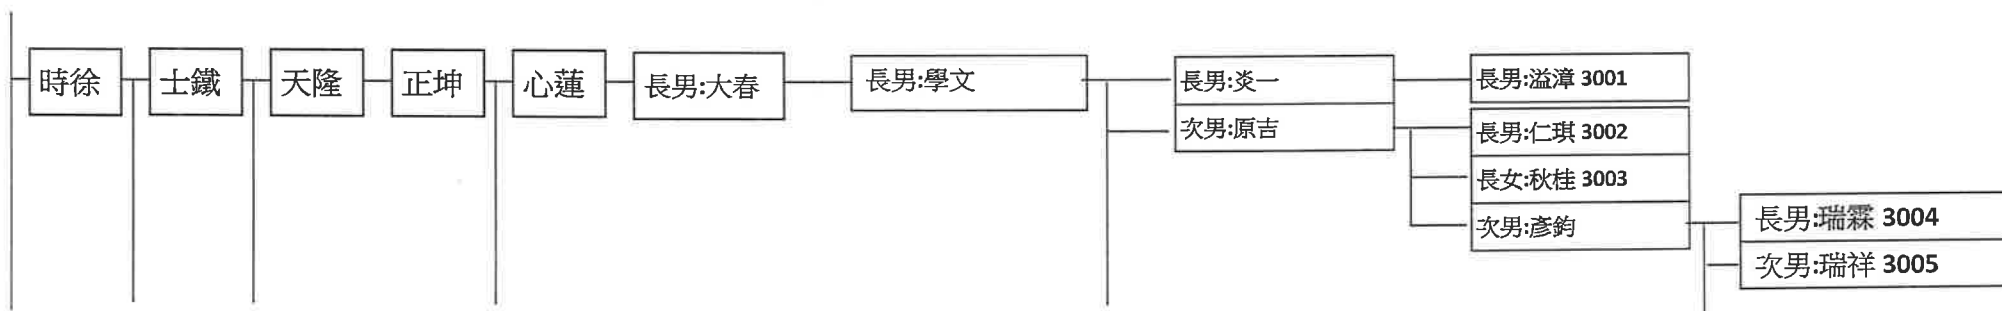 時徐
士鐵
天隆
正坤
心蓮
長男:大春
長男:學文
長男:炎一
次男:原吉
長男:溢漳 3001
長男:仁琪 3002
長女:秋桂 3003
次男:彥鈞
長男:瑞霖 3004
次男:瑞祥 3005